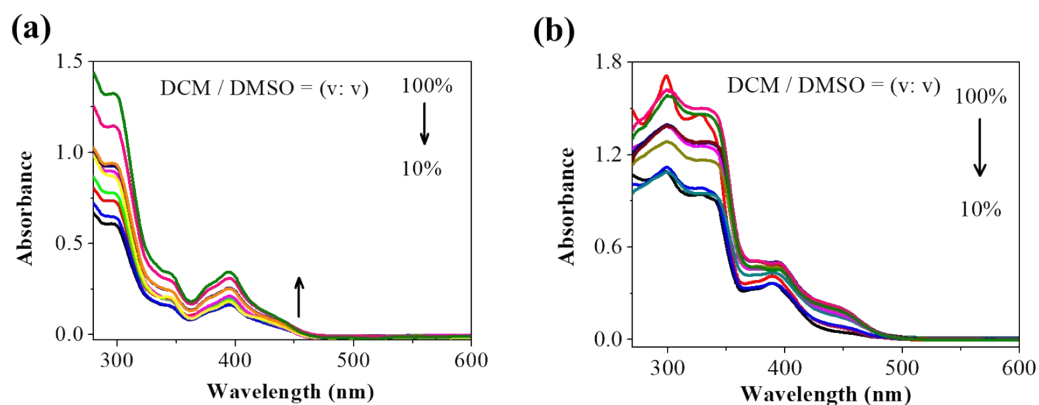 (a)
1.5
1.0
0.5
0.0
Absorbance
DCM / DMSO = (v: v)
100%
10%
300
400
500
600
Wavelength (nm)
(b)
1.8
1.2
0.6
0.0
Absorbance
DCM / DMSO = (v: v)
100%
10%
300
400
500
600
Wavelength (nm)